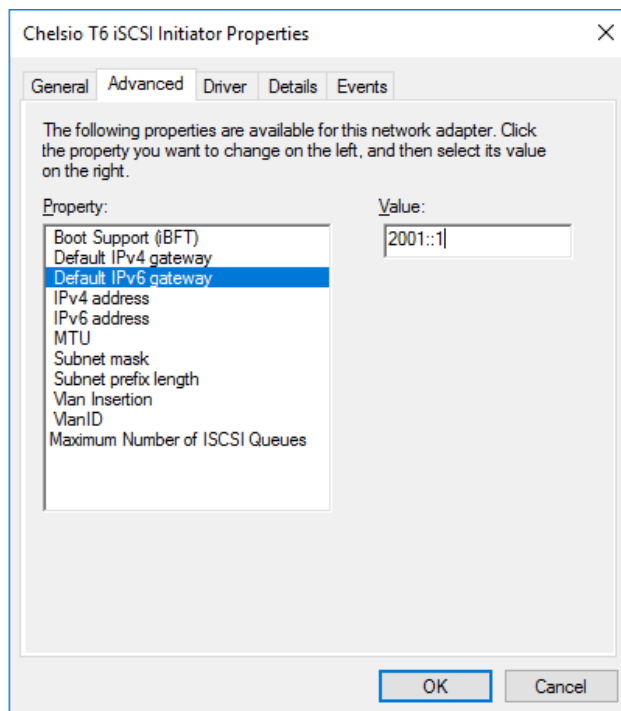 Chelsio T6 iSCSI Initiator Properties
General Advanced Driver Details Events
The following properties are available for this network adapter. Click
the property you want to change on the left, and then select its value
on the right.
Property: Value:
Boot Support (iBFT) 2001::1
Default IPv4 gateway
Default IPv6 gateway
IPv4 address
IPv6 address
MTU
Subnet mask
Subnet prefix length
Vlan Insertion
VlanID
Maximum Number of ISCSI Queues
OK Cancel